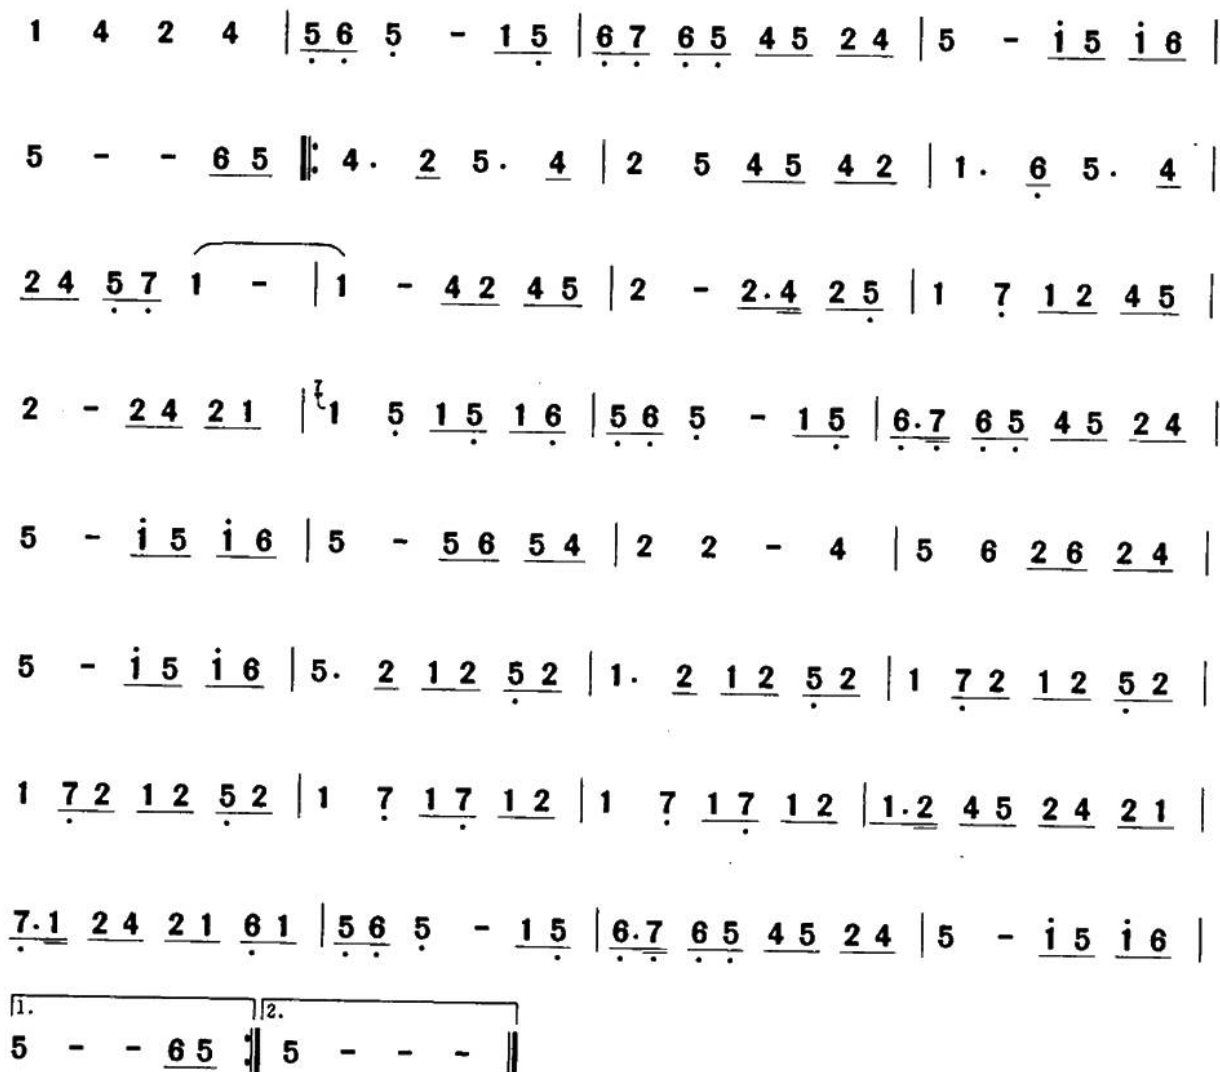 1 4 2 4 | 5̣ 6̣ 5̣ - 1 5̣ | 6̣ 7̣ 6̣ 5̣ 4 5 2 4 | 5 - i 5 i 6 |
5 - - 6 5 ‖: 4. 2 5. 4 | 2 5 4 5 4 2 | 1. 6̣ 5. 4 |
2 4 5̣ 7̣ 1 - | 1 - 4 2 4 5 | 2 - 2.4 2 5̣ | 1 7̣ 1 2 4 5 |
2 - 2 4 2 1 | 7 1 5̣ 1 5̣ 1 6̣ | 5̣ 6̣ 5̣ - 1 5̣ | 6̣.7̣ 6̣ 5̣ 4 5 2 4 |
5 - i 5 i 6 | 5 - 5 6 5 4 | 2 2 - 4 | 5 6 2 6 2 4 |
5 - i 5 i 6 | 5. 2 1 2 5̣ 2 | 1. 2 1 2 5̣ 2 | 1 7̣ 2 1 2 5̣ 2 |
1 7̣ 2 1 2 5̣ 2 | 1 7̣ 1 7̣ 1 2 | 1 7̣ 1 7̣ 1 2 | 1.2 4 5 2 4 2 1 |
7̣.1 2 4 2 1 6̣ 1 | 5̣ 6̣ 5̣ - 1 5̣ | 6̣.7̣ 6̣ 5̣ 4 5 2 4 | 5 - i 5 i 6 |
1. 2.
5 - - 6 5 :‖ 5 - - - ‖